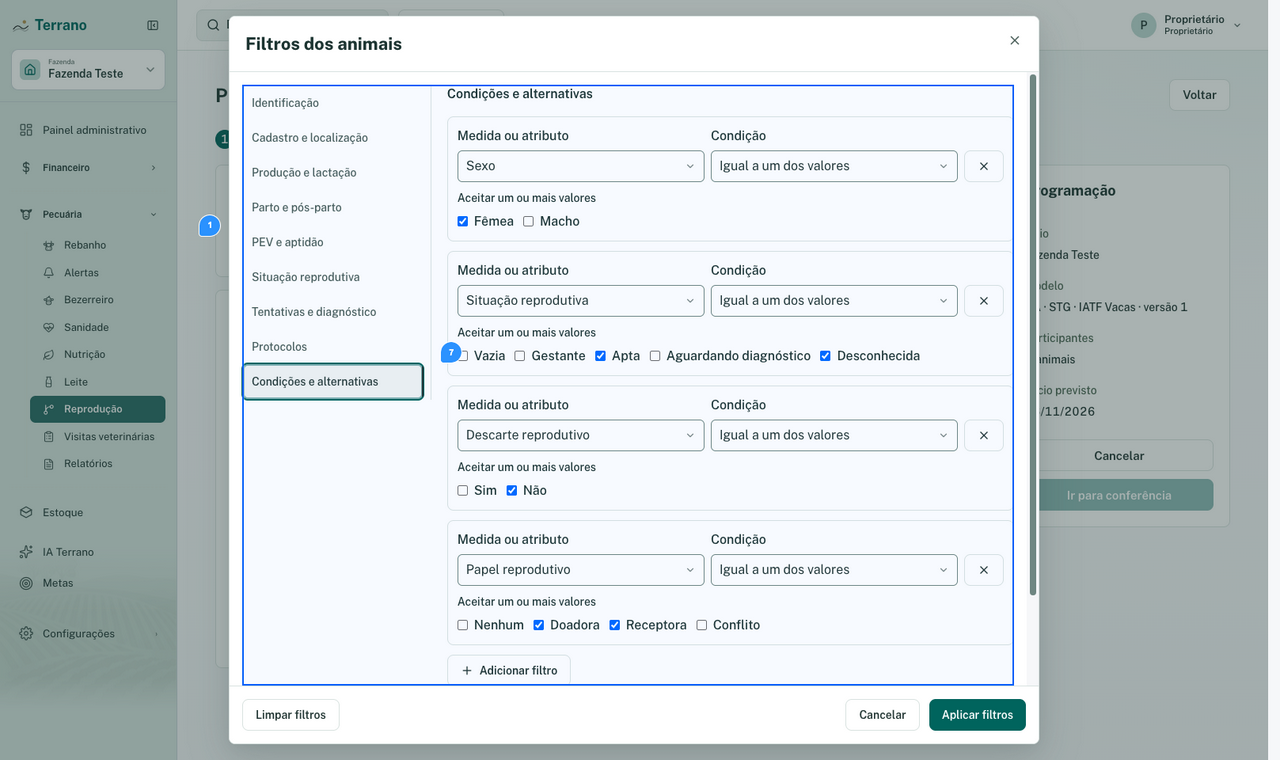 Terrano
Fazenda
Fazenda Teste
Painel administrativo
Financeiro
Pecuária
Rebanho
Alertas
Bezerreiro
Sanidade
Nutrição
Leite
Reprodução
Visitas veterinárias
Relatórios
Estoque
IA Terrano
Metas
Configurações
P
Proprietário
Proprietário
Voltar
1
1
Filtros dos animais
Identificação
Cadastro e localização
Produção e lactação
Parto e pós-parto
PEV e aptidão
Situação reprodutiva
Tentativas e diagnóstico
Protocolos
Condições e alternativas
Condições e alternativas
Medida ou atributo Condição
Sexo Igual a um dos valores
Aceitar um ou mais valores
Fêmea Macho
Medida ou atributo Condição
Situação reprodutiva Igual a um dos valores
Aceitar um ou mais valores
7
Vazia Gestante Apta Aguardando diagnóstico Desconhecida
Medida ou atributo Condição
Descarte reprodutivo Igual a um dos valores
Aceitar um ou mais valores
Sim Não
Medida ou atributo Condição
Papel reprodutivo Igual a um dos valores
Aceitar um ou mais valores
Nenhum Doadora Receptora Conflito
Adicionar filtro
Limpar filtros Cancelar Aplicar filtros
STG · IATF Vacas · versão 1
/11/2026
Cancelar
Ir para conferência